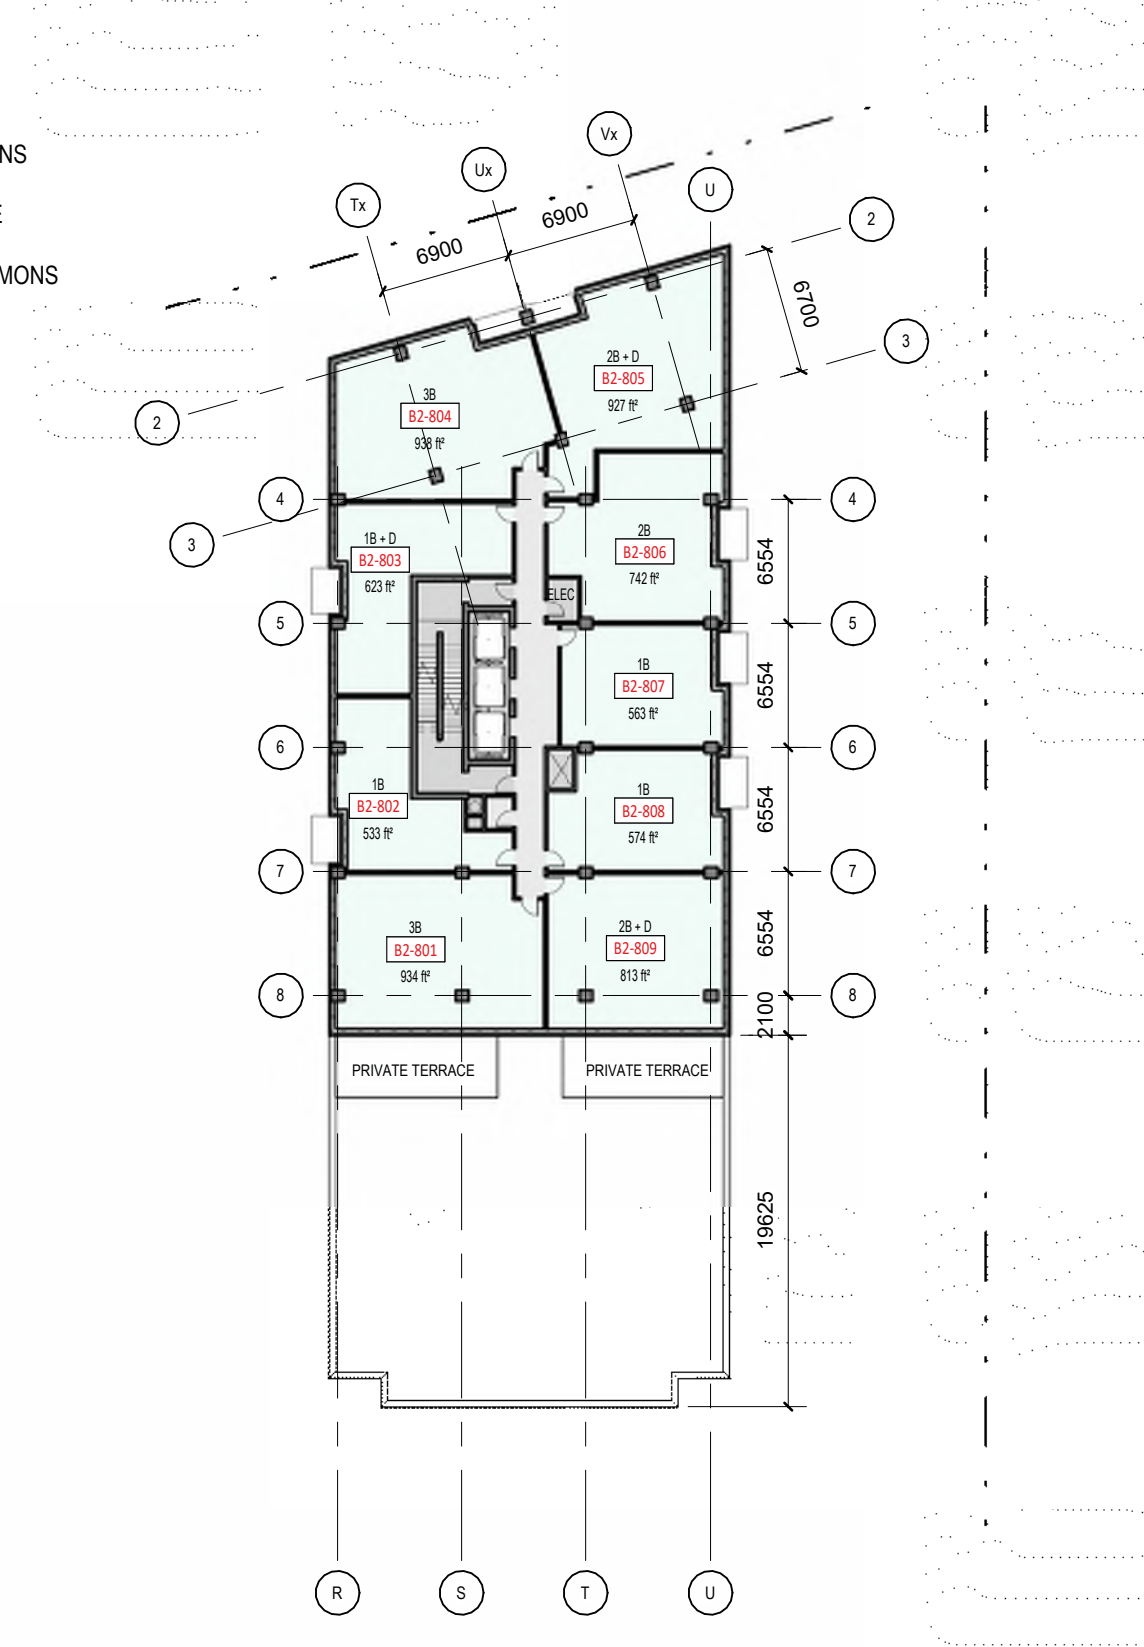 NS
E
MONS
Vx
Ux
U
Tx
2
6900
6900
6700
3
2B + D
B2-805
927 ft²
3B
B2-804
938 ft²
2
4
4
3
1B + D
B2-803
623 ft²
2B
B2-806
742 ft²
6554
ELEC
5
5
1B
B2-807
563 ft²
6554
6
6
1B
B2-802
533 ft²
1B
B2-808
574 ft²
6554
7
7
3B
B2-801
934 ft²
2B + D
B2-809
813 ft²
6554
8
8
2100
PRIVATE TERRACE
PRIVATE TERRACE
19625
R
S
T
U